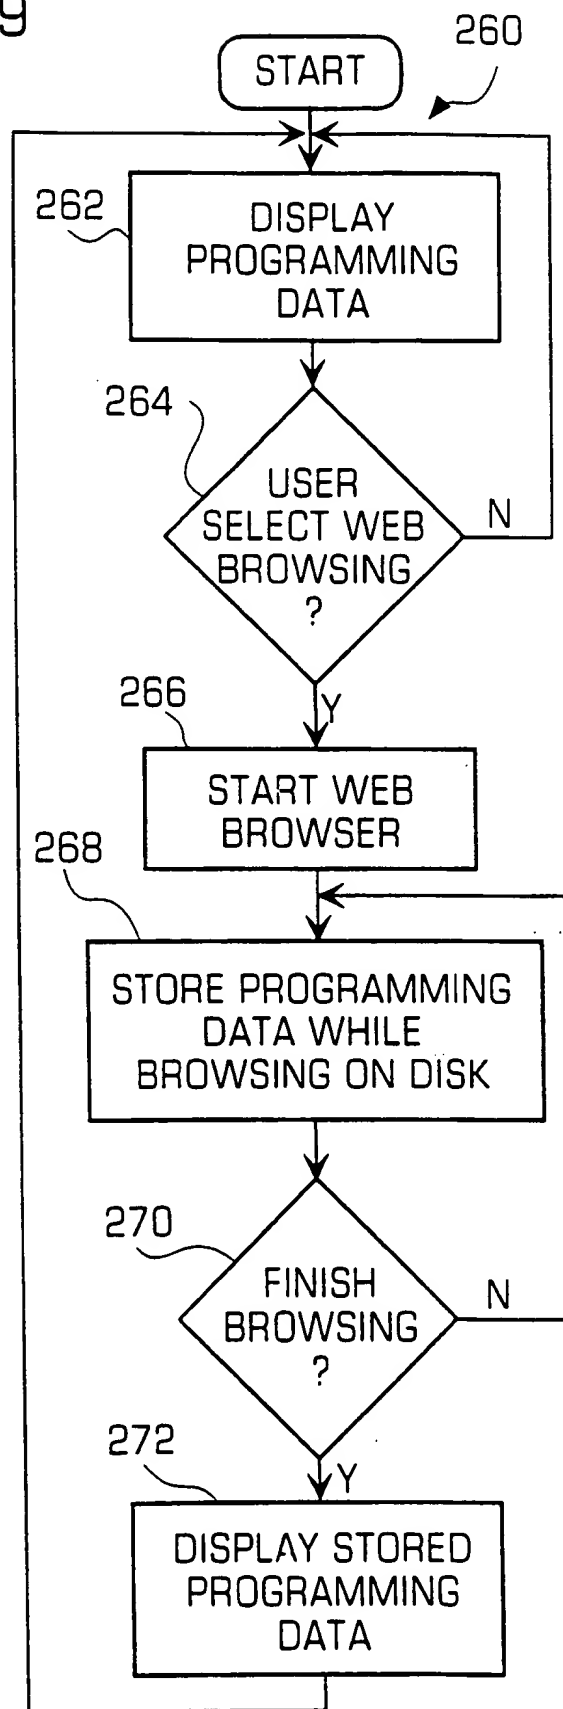 g
260
START
262
DISPLAY
PROGRAMMING
DATA
264
USER
SELECT WEB
BROWSING
?
N
Y
266
START WEB
BROWSER
268
STORE PROGRAMMING
DATA WHILE
BROWSING ON DISK
270
FINISH
BROWSING
?
N
Y
272
DISPLAY STORED
PROGRAMMING
DATA